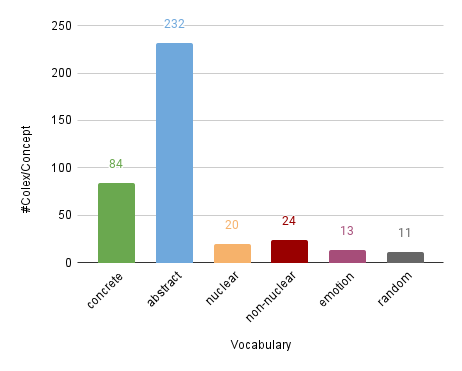 250
232
200
150
#Colex/Concept
100
84
50
20
24
13
11
0
concrete
abstract
nuclear
non-nuclear
emotion
random
Vocabulary